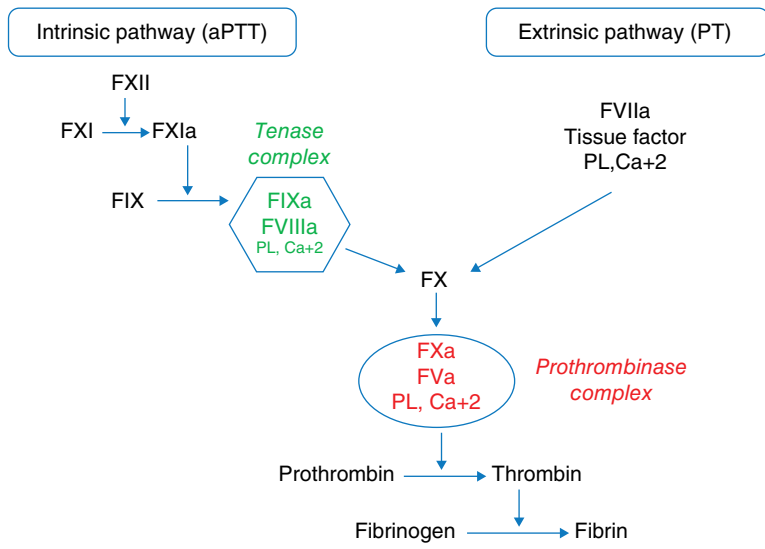 Intrinsic pathway (aPTT)
Extrinsic pathway (PT)
FXII
FXI
FXIa
FIX
Tenase
complex
FIXa
FVIIIa
PL, Ca+2
FVIIa
Tissue factor
PL,Ca+2
FX
FXa
FVa
PL, Ca+2
Prothrombinase
complex
Prothrombin
Thrombin
Fibrinogen
Fibrin